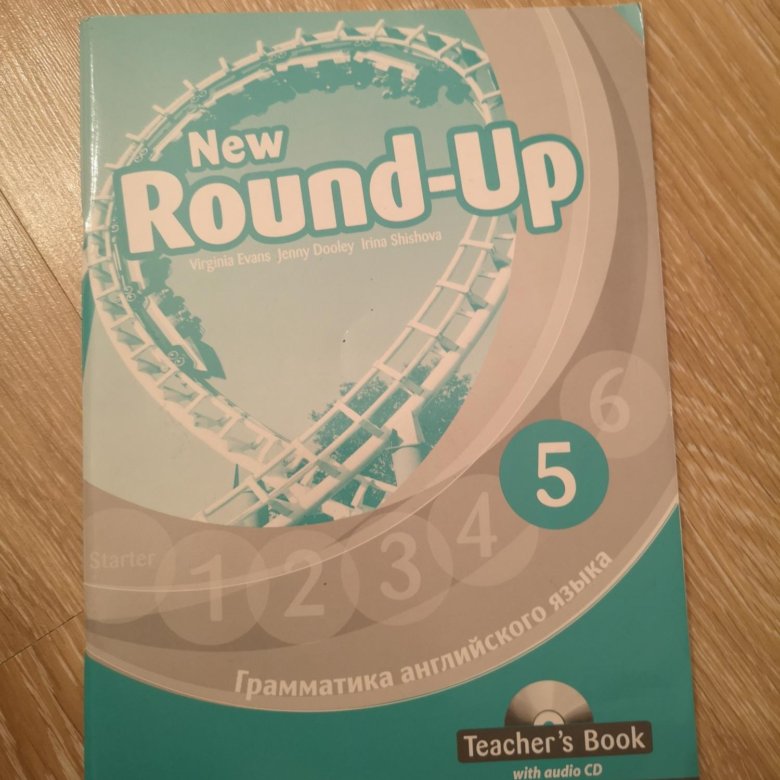 New
Round-Up
Virginia Evans Jenny Dooley Irina Shishova
6
5
4
3
2
1
Starter
Грамматика английского языка
Teacher's Book
with audio CD